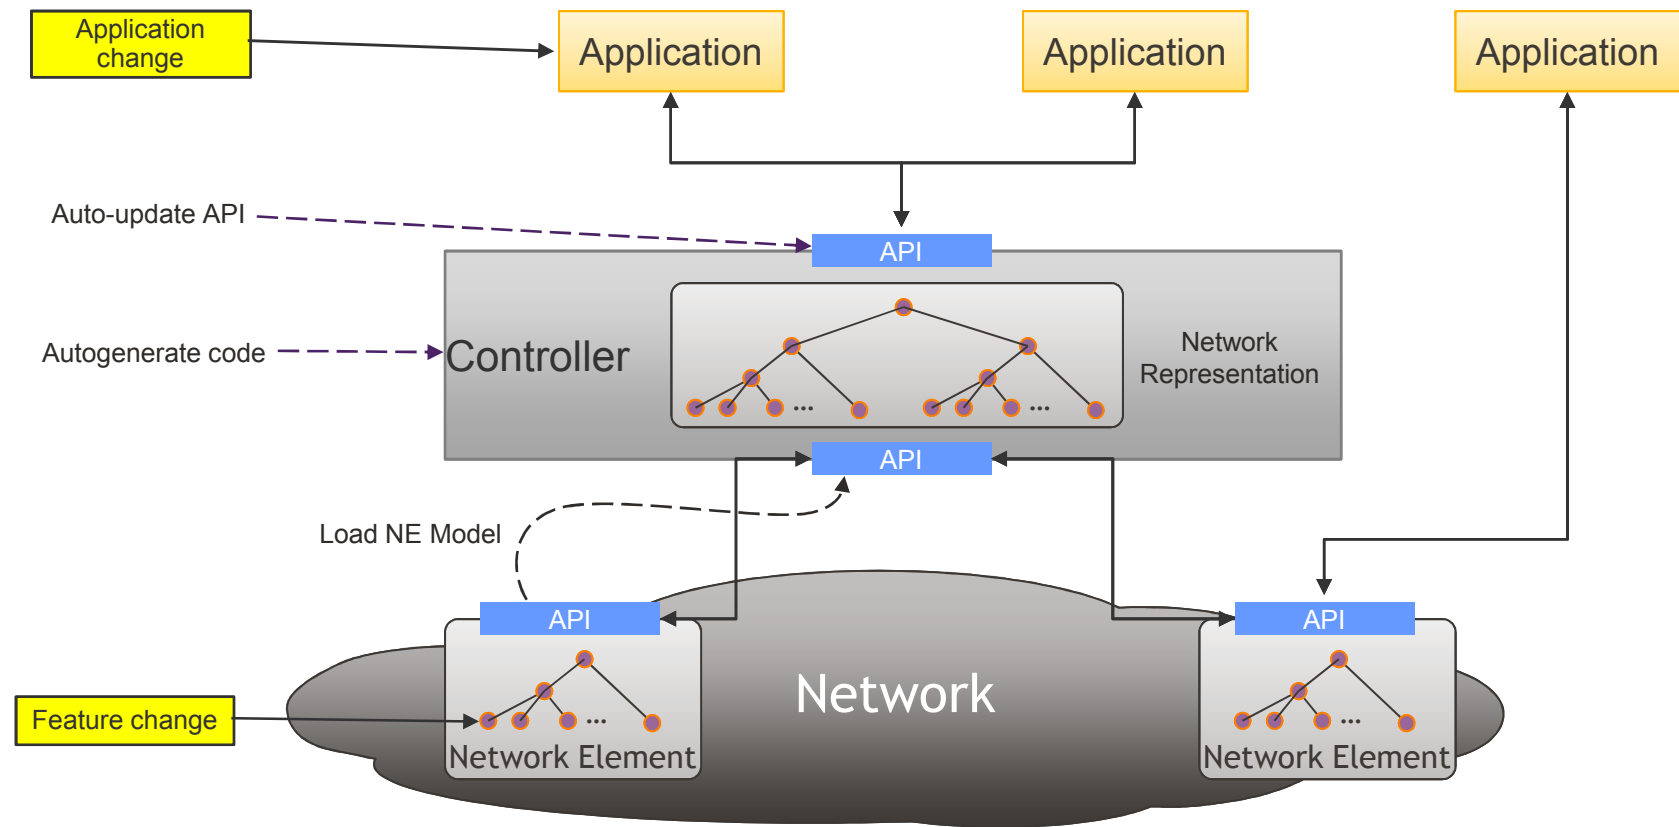 Application
change
Application
Application
Application
Auto-update API
API
Autogenerate code
Controller
...
...
Network
Representation
API
Load NE Model
API
API
Network
Feature change
...
...
Network Element
Network Element